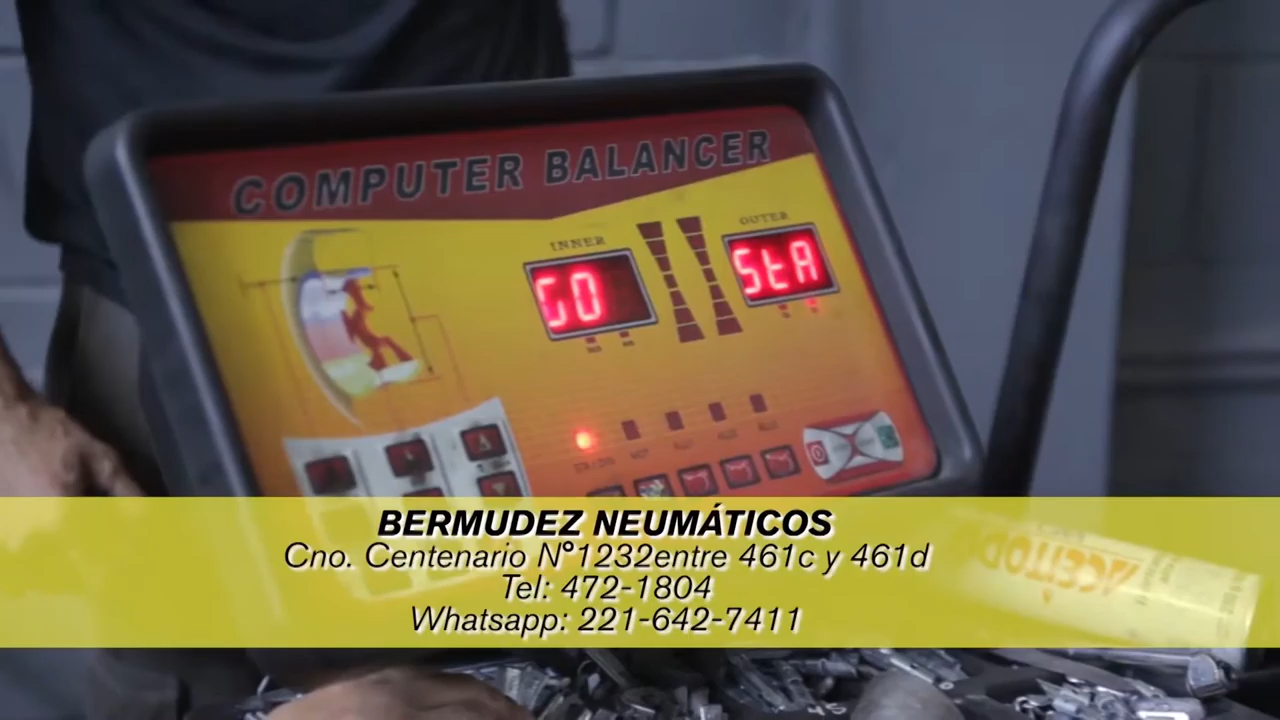 COMPUTER BALANCER
INNER
OUTER
GO
StA
BERMUDEZ NEUMÁTICOS
Cno. Centenario N°1232entre 461c y 461d
Tel: 472-1804
Whatsapp: 221-642-7411
ACEITODO